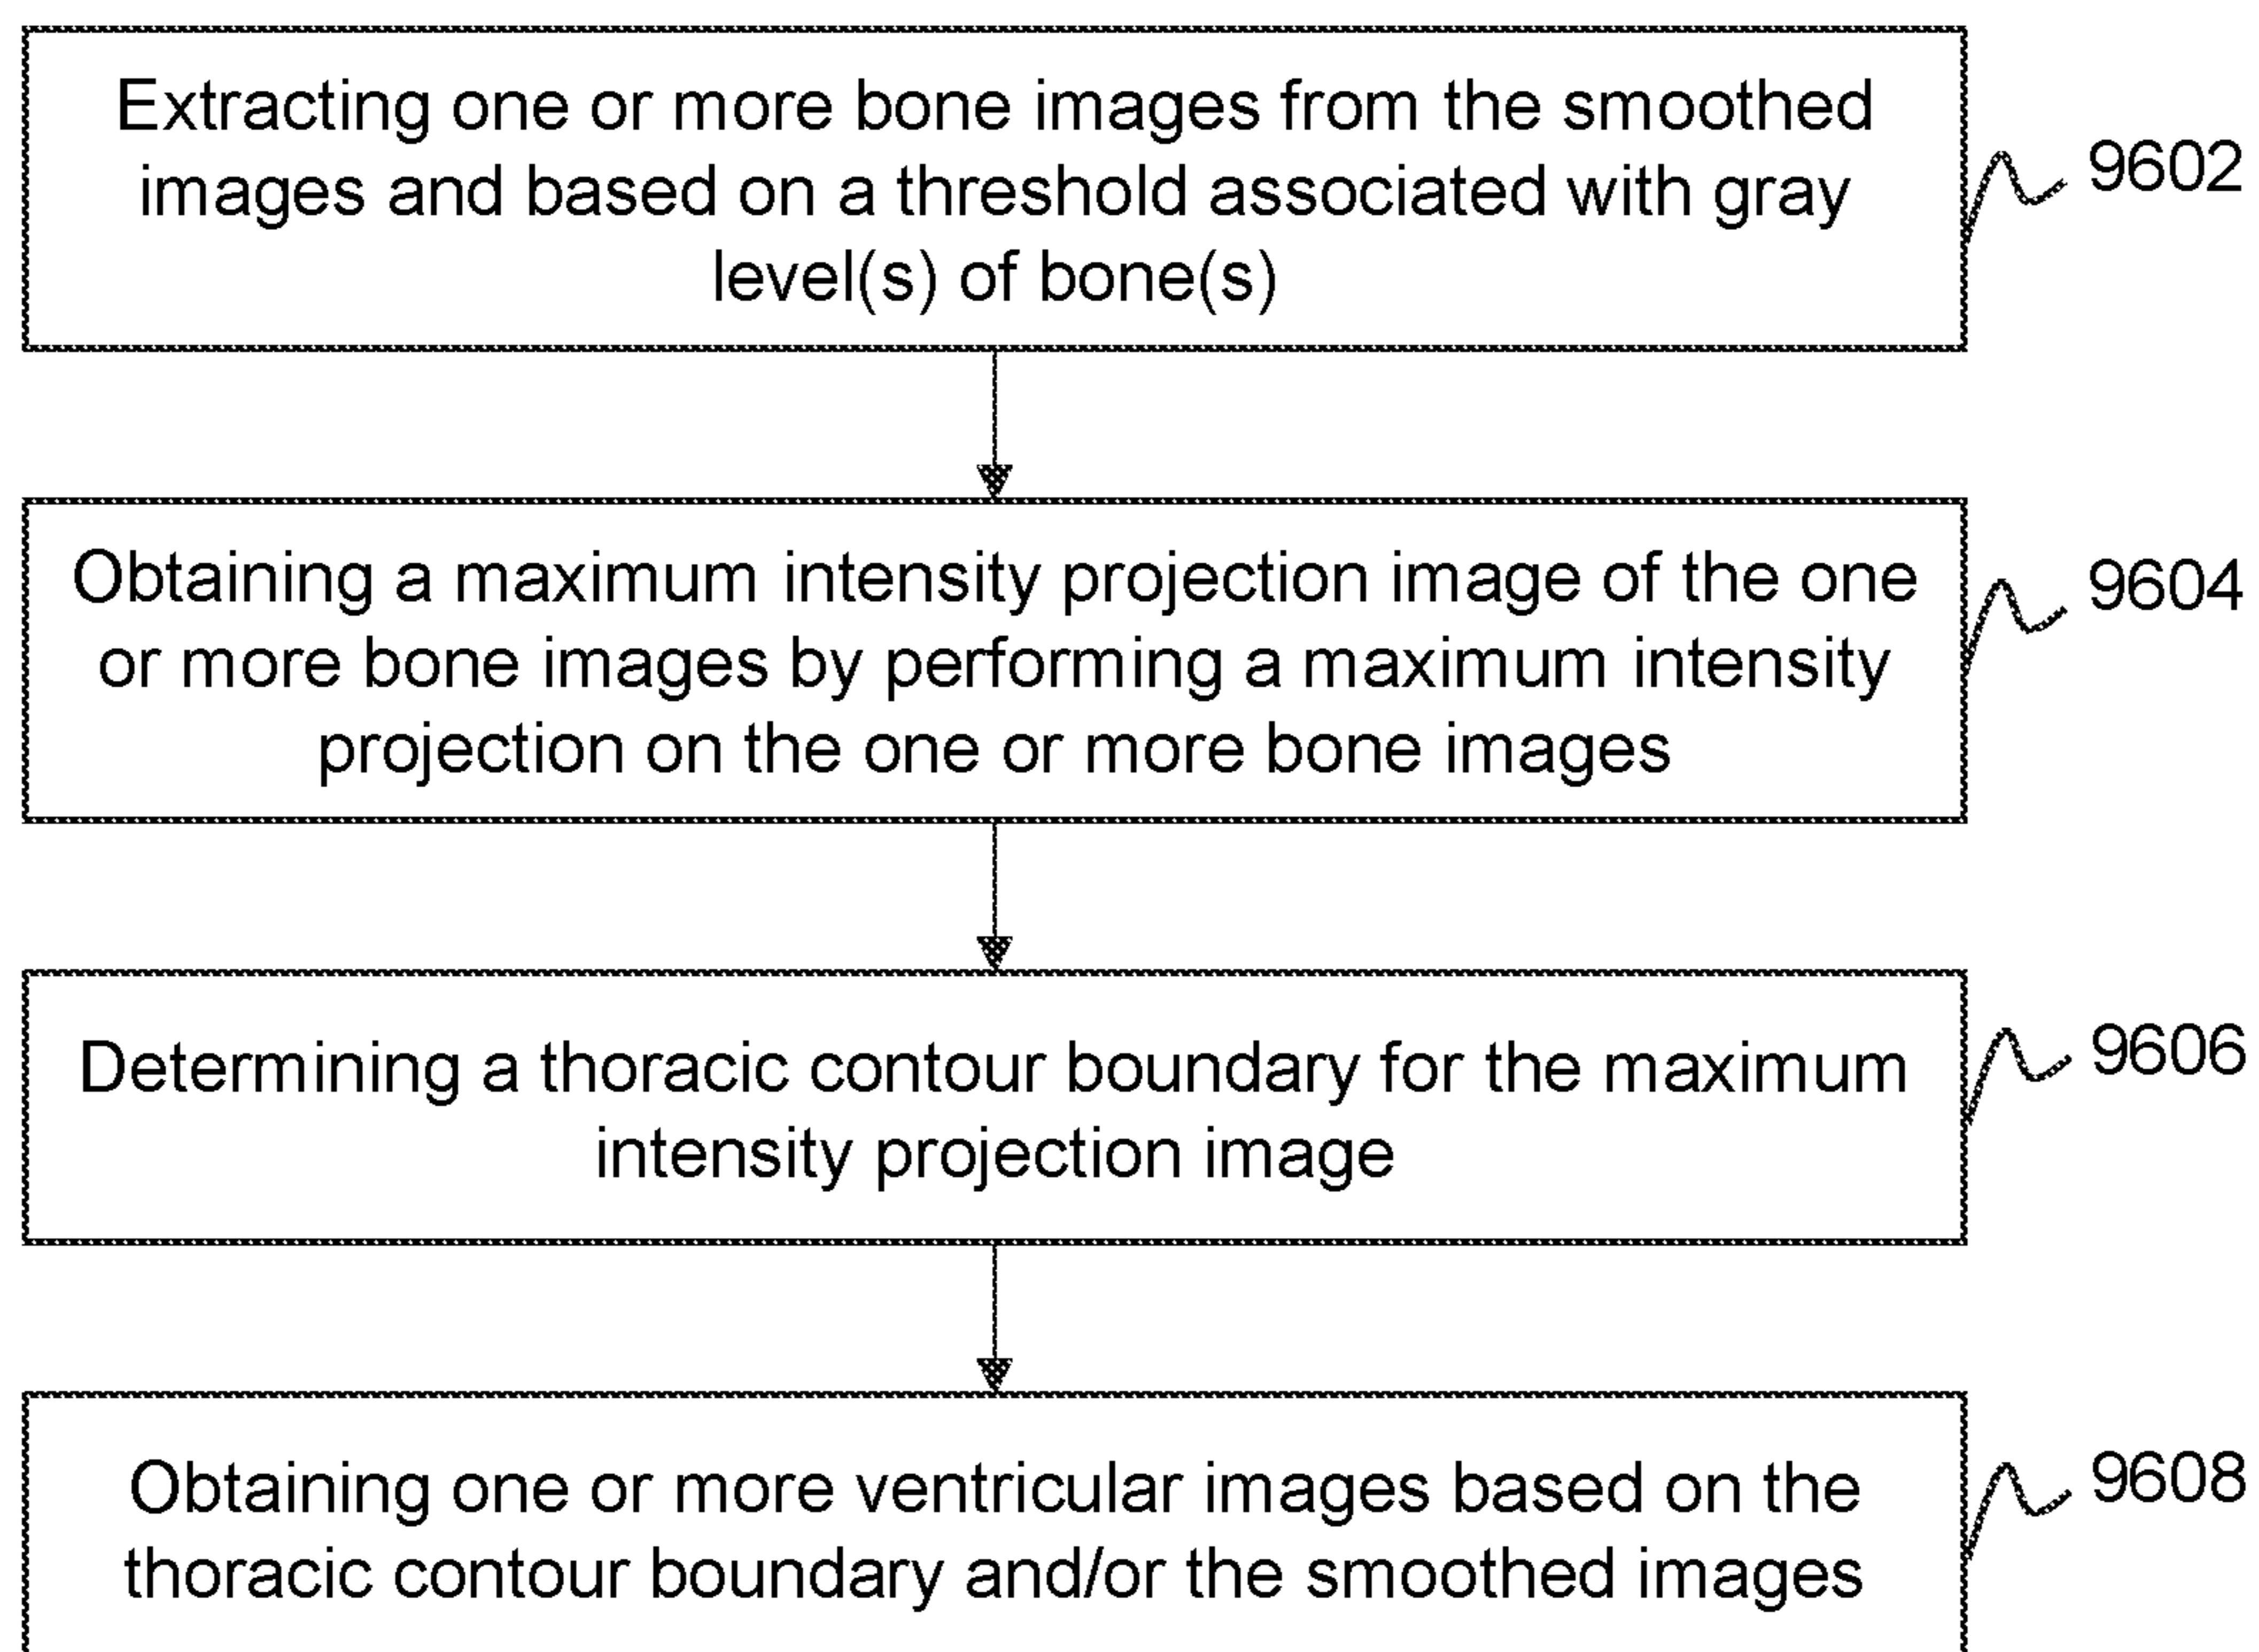 Extracting one or more bone images from the smoothed
images and based on a threshold associated with gray
level(s) of bone(s)
9602
Obtaining a maximum intensity projection image of the one
or more bone images by performing a maximum intensity
projection on the one or more bone images
9604
Determining a thoracic contour boundary for the maximum
intensity projection image
9606
Obtaining one or more ventricular images based on the
thoracic contour boundary and/or the smoothed images
9608